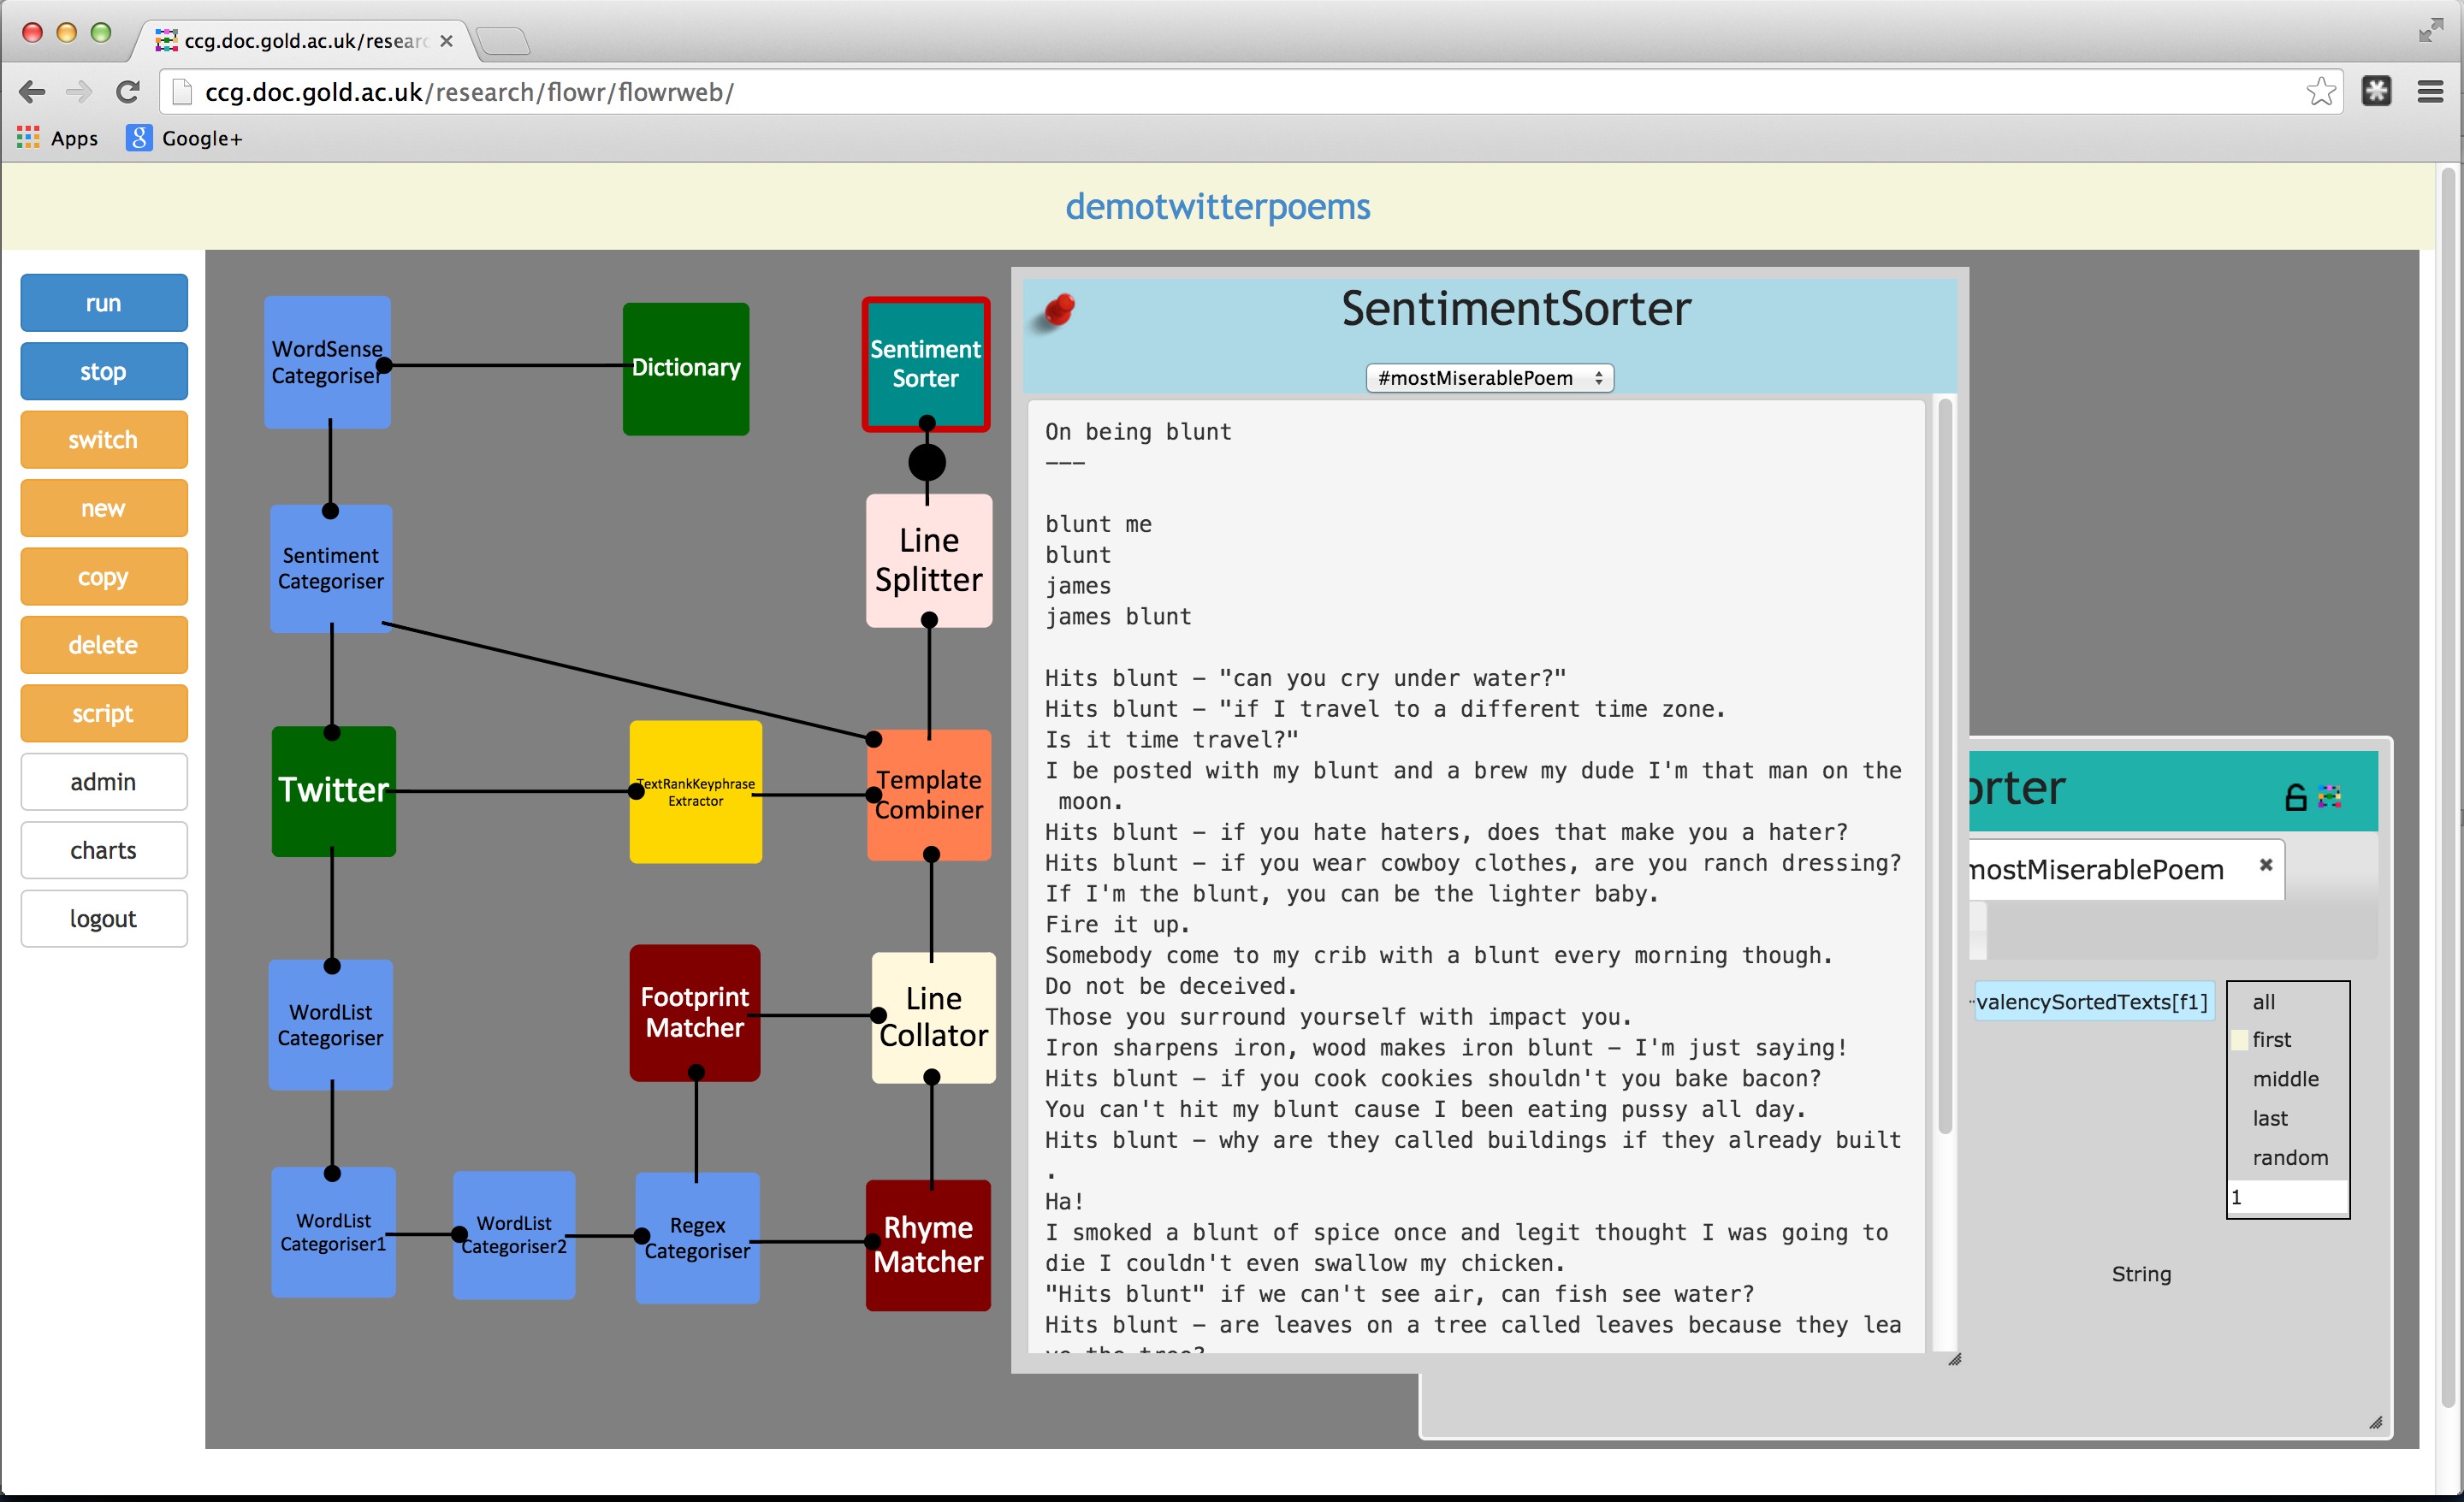 ccg.doc.gold.ac.uk/researc
ccg.doc.gold.ac.uk/research/flowr/flowrweb/
Apps
Google+
demotwitterpoems
run
stop
switch
new
copy
delete
script
admin
charts
logout
WordSense
Categoriser
Dictionary
Sentiment
Sorter
Sentiment
Categoriser
Line
Splitter
Twitter
TextRankKeyphrase
Extractor
Template
Combiner
WordList
Categoriser
Footprint
Matcher
Line
Collator
WordList
Categoriser1
WordList
Categoriser2
Regex
Categoriser
Rhyme
Matcher
SentimentSorter
#mostMiserablePoem
On being blunt
---
blunt me
blunt
james
james blunt
Hits blunt - "can you cry under water?"
Hits blunt - "if I travel to a different time zone.
Is it time travel?"
I be posted with my blunt and a brew my dude I'm that man on the
moon.
Hits blunt - if you hate haters, does that make you a hater?
Hits blunt - if you wear cowboy clothes, are you ranch dressing?
If I'm the blunt, you can be the lighter baby.
Fire it up.
Somebody come to my crib with a blunt every morning though.
Do not be deceived.
Those you surround yourself with impact you.
Iron sharpens iron, wood makes iron blunt - I'm just saying!
Hits blunt - if you cook cookies shouldn't you bake bacon?
You can't hit my blunt cause I been eating pussy all day.
Hits blunt - why are they called buildings if they already built
.
Ha!
I smoked a blunt of spice once and legit thought I was going to
die I couldn't even swallow my chicken.
"Hits blunt" if we can't see air, can fish see water?
Hits blunt - are leaves on a tree called leaves because they lea
ve the tree?
orter
mostMiserablePoem
valencySortedTexts[f1]
all
first
middle
last
random
1
String